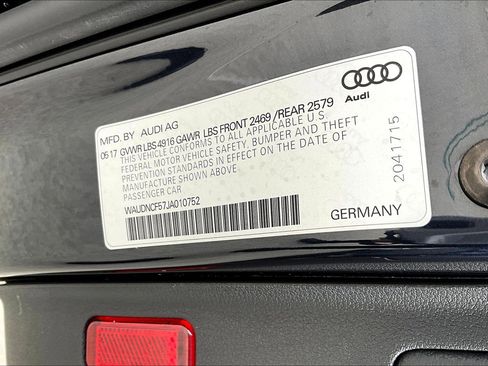 MFD. BY AUDI AG
05 17 GVWR LBS 4916 GAWR LBS FRONT 2469 / REAR 2579
THIS VEHICLE CONFORMS TO ALL APPLICABLE U.S
FEDERAL MOTOR VEHICLE SAFETY, BUMPER AND THEFT
PREVENTION STANDARDS IN EFFECT ON THE DATE OF
MANUFACTURE SHOWN ABOVE.
PASSENGER CAR
WAUDNCF57JA010752
Audi
2041715
GERMANY